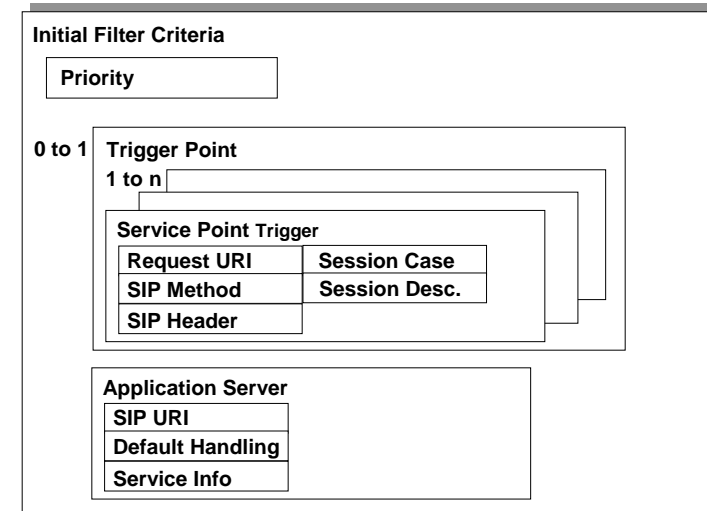 Initial Filter Criteria
Priority
0 to 1
Trigger Point
1 to n
Service Point Trigger
Request URI
Session Case
SIP Method
Session Desc.
SIP Header
Application Server
SIP URI
Default Handling
Service Info